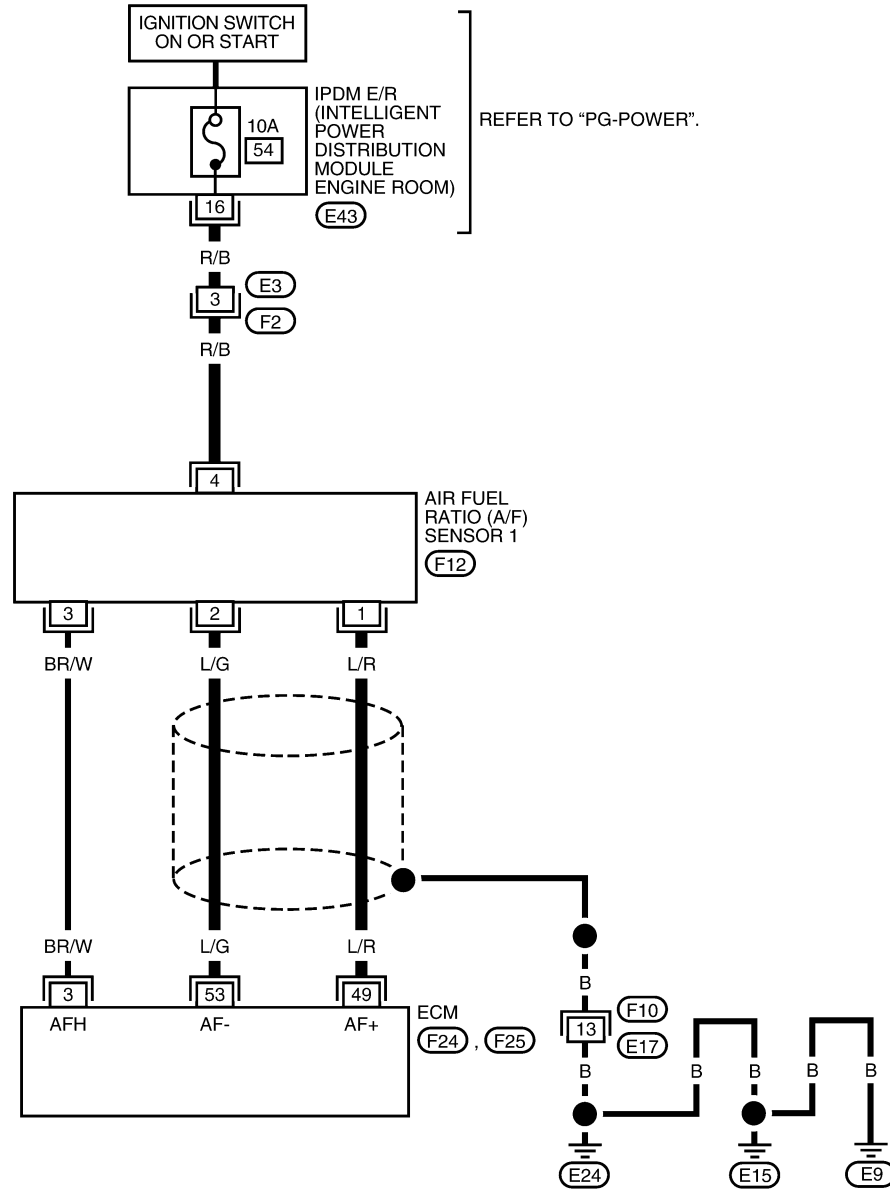 IGNITION SWITCH
ON OR START
IPDM E/R
(INTELLIGENT
POWER
DISTRIBUTION
MODULE
ENGINE ROOM)
E43
10A
54
REFER TO “PG-POWER”.
16
R/B
3
E3
F2
R/B
4
AIR FUEL
RATIO (A/F)
SENSOR 1
F12
3
2
1
BR/W
L/G
L/R
BR/W
L/G
L/R
3
53
49
AFH
AF-
AF+
ECM
F24 , F25
B
13
F10
E17
B
B
B
B
B
E24
E15
E9